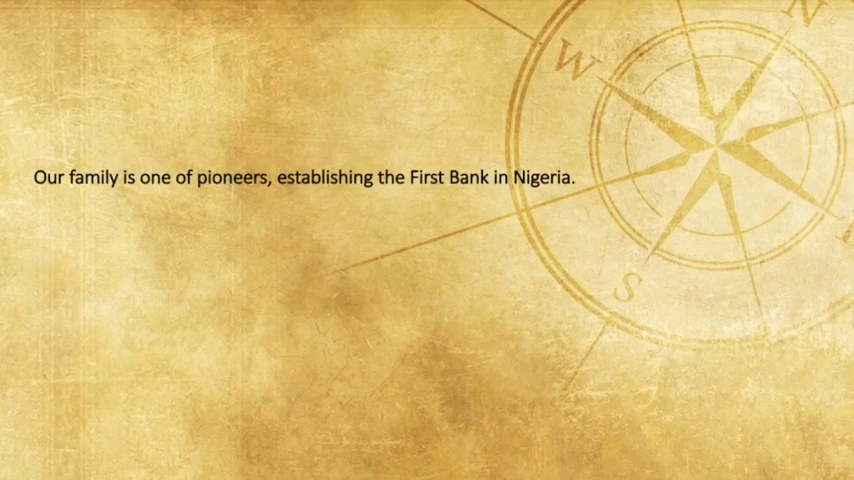 Our family is one of pioneers, establishing the First Bank in Nigeria.
W
N
S